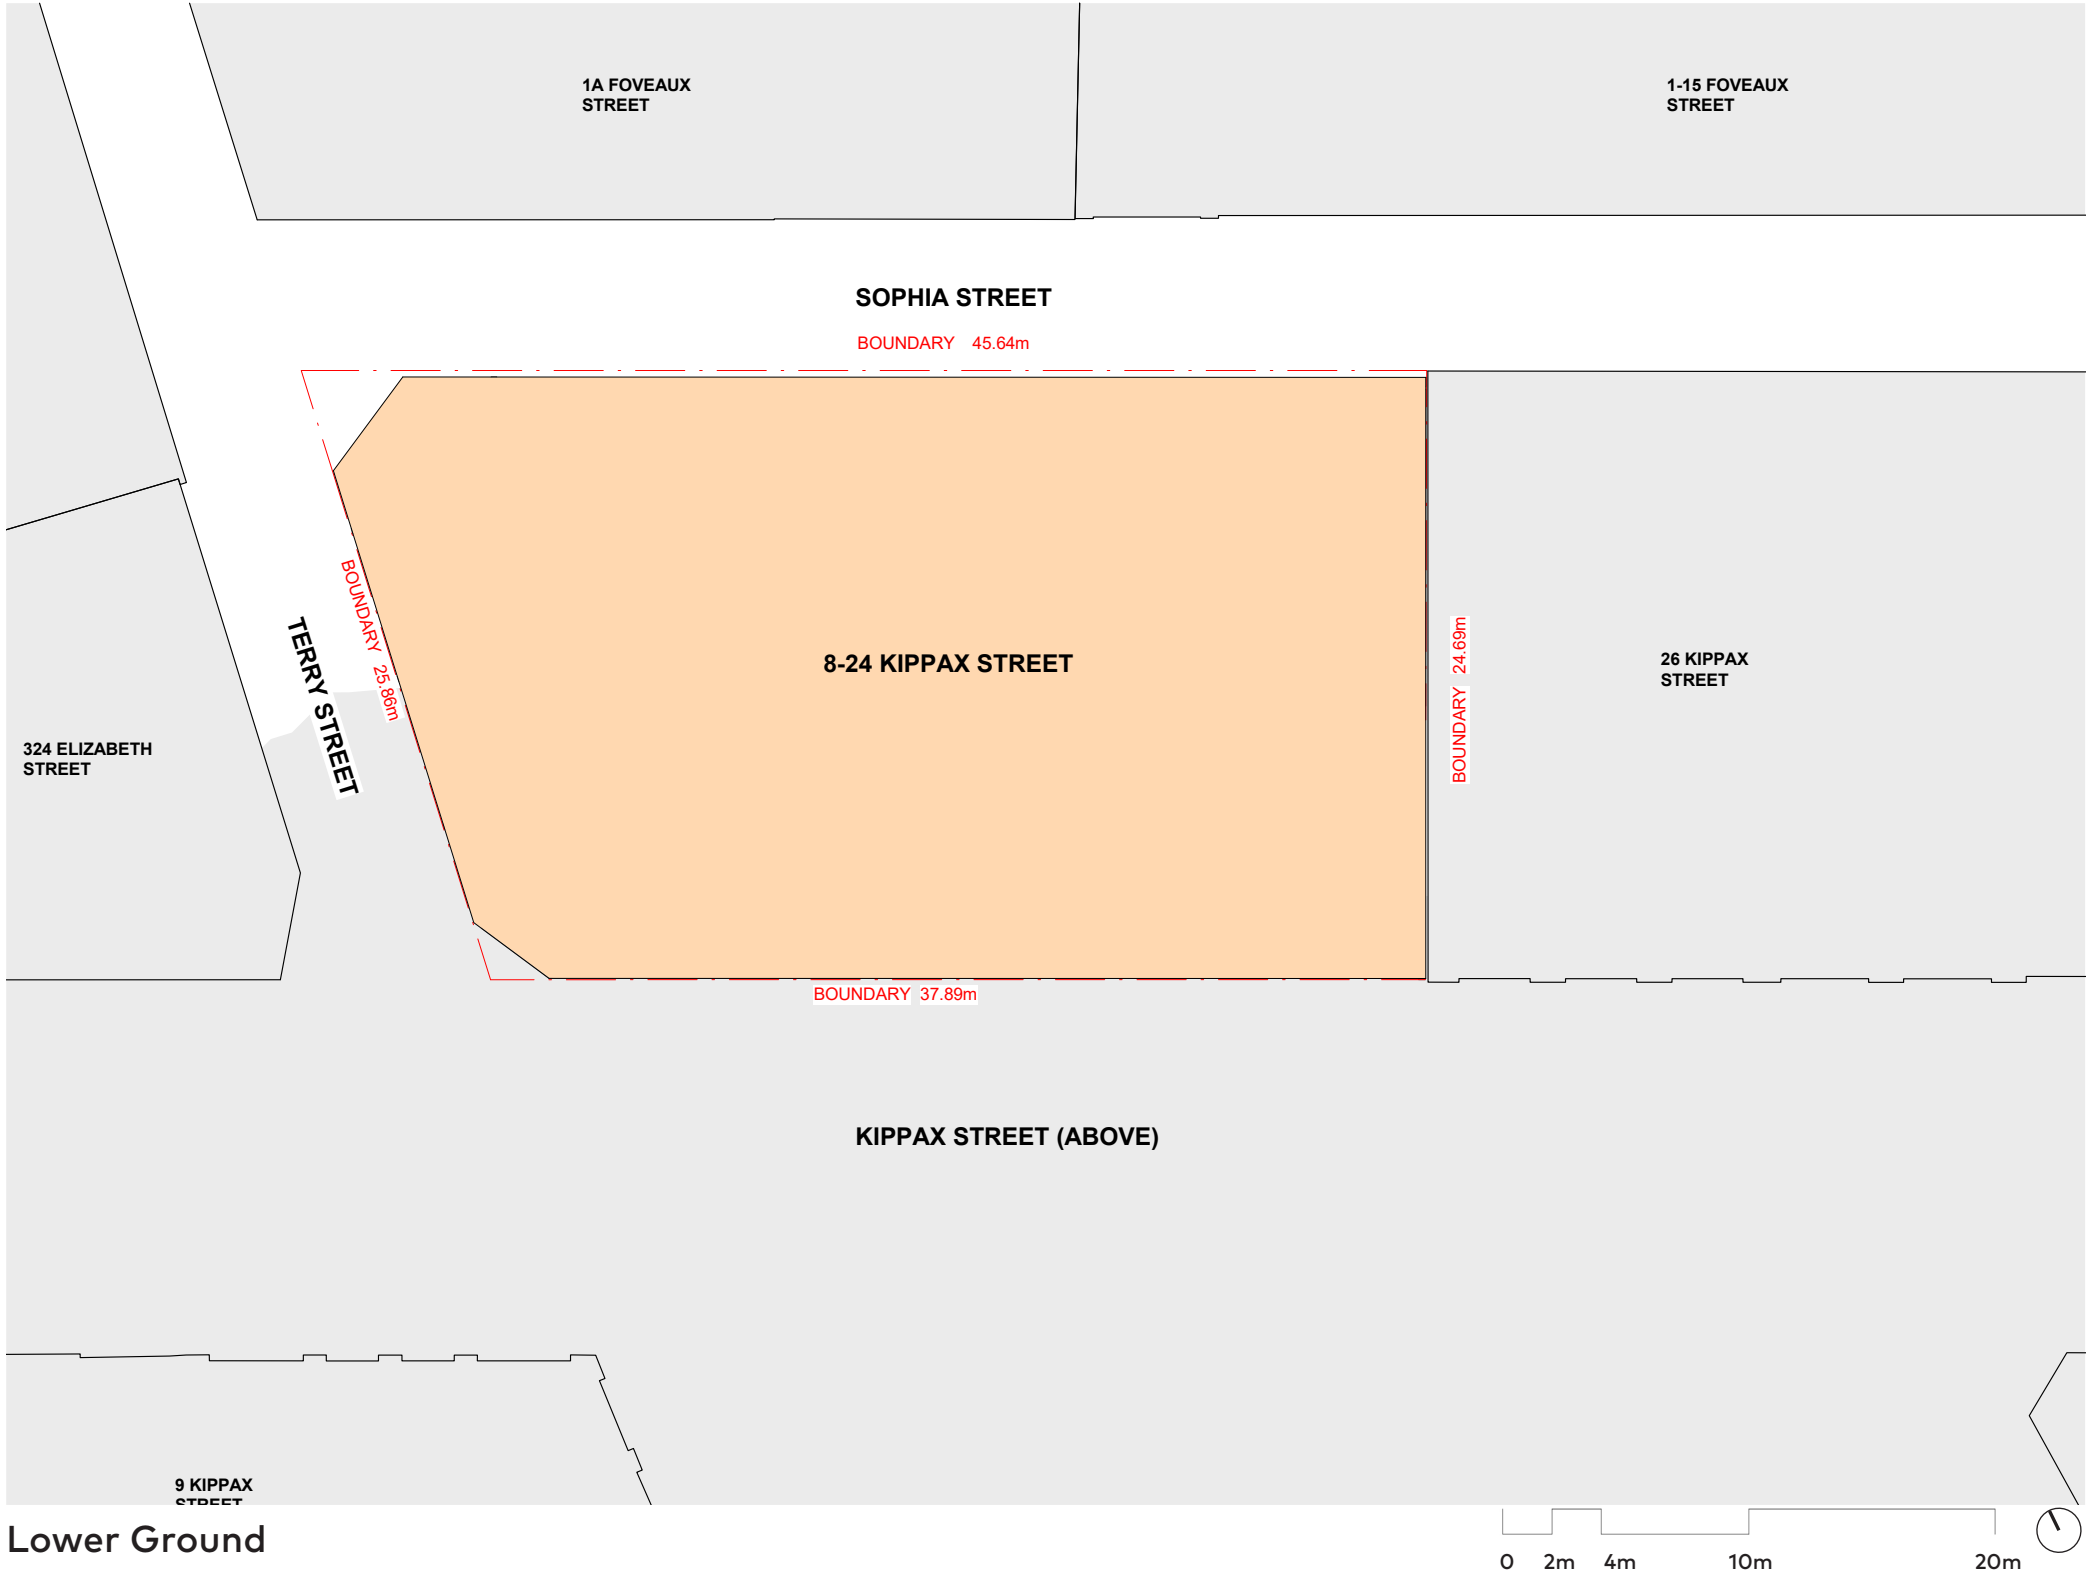 1A FOVEAUX
STREET
1-15 FOVEAUX
STREET
SOPHIA STREET
BOUNDARY 45.64m
BOUNDARY 25.86m
TERRY STREET
8-24 KIPPAX STREET
BOUNDARY 24.69m
26 KIPPAX
STREET
324 ELIZABETH
STREET
BOUNDARY 37.89m
KIPPAX STREET (ABOVE)
9 KIPPAX
STREET
Lower Ground
0 2m 4m 10m 20m